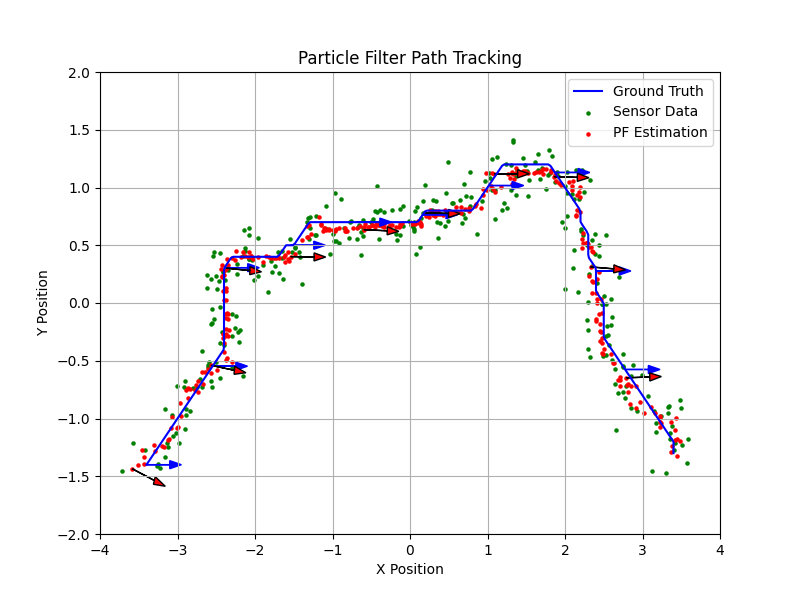 Particle Filter Path Tracking
2.0
1.5
1.0
0.5
0.0
−0.5
−1.0
−1.5
−2.0
Y Position
Ground Truth
Sensor Data
PF Estimation
−4 −3 −2 −1 0 1 2 3 4
X Position